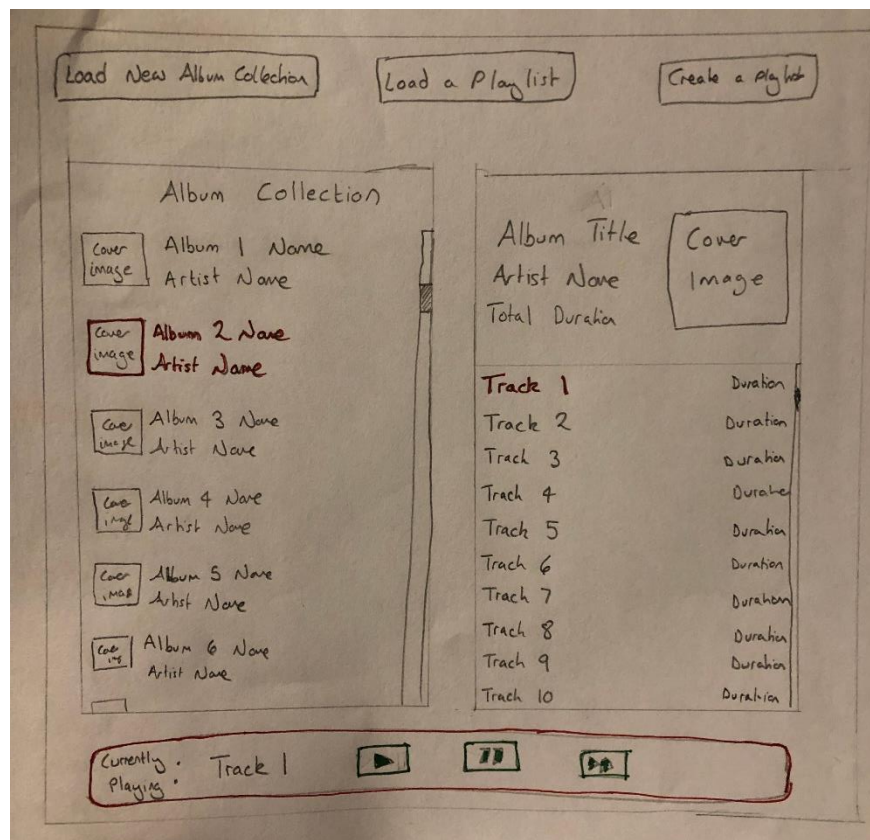 Load New Album Collection
Load a Playlist
Create a Playlist
Album Collection
Cover
image
Album 1 Name
Artist Name
Cover
image
Album 2 Name
Artist Name
Cover
image
Album 3 Name
Artist Name
Cover
image
Album 4 Name
Artist Name
Cover
image
Album 5 Name
Artist Name
Cover
img
Album 6 Name
Artist Name
Album Title
Artist Name
Total Duration
Cover
Image
Track 1 Duration
Track 2 Duration
Track 3 Duration
Track 4 Duration
Track 5 Duration
Track 6 Duration
Track 7 Duration
Track 8 Duration
Track 9 Duration
Track 10 Duration
Currently
Playing :
Track 1